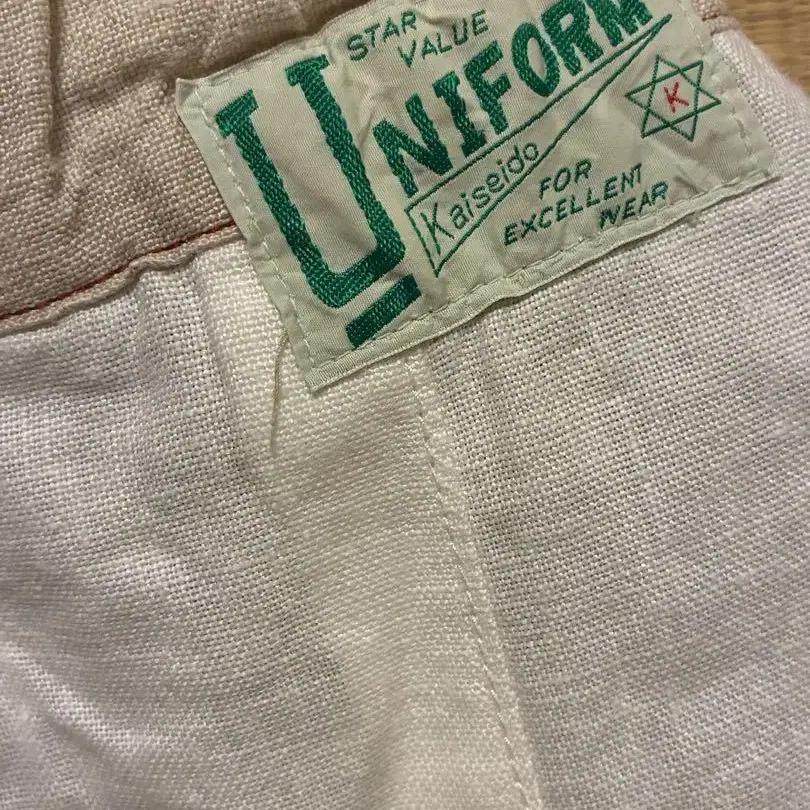 STAR
VALUE
UNIFORM
Kaiseido
K
FOR
EXCELLENT
WEAR